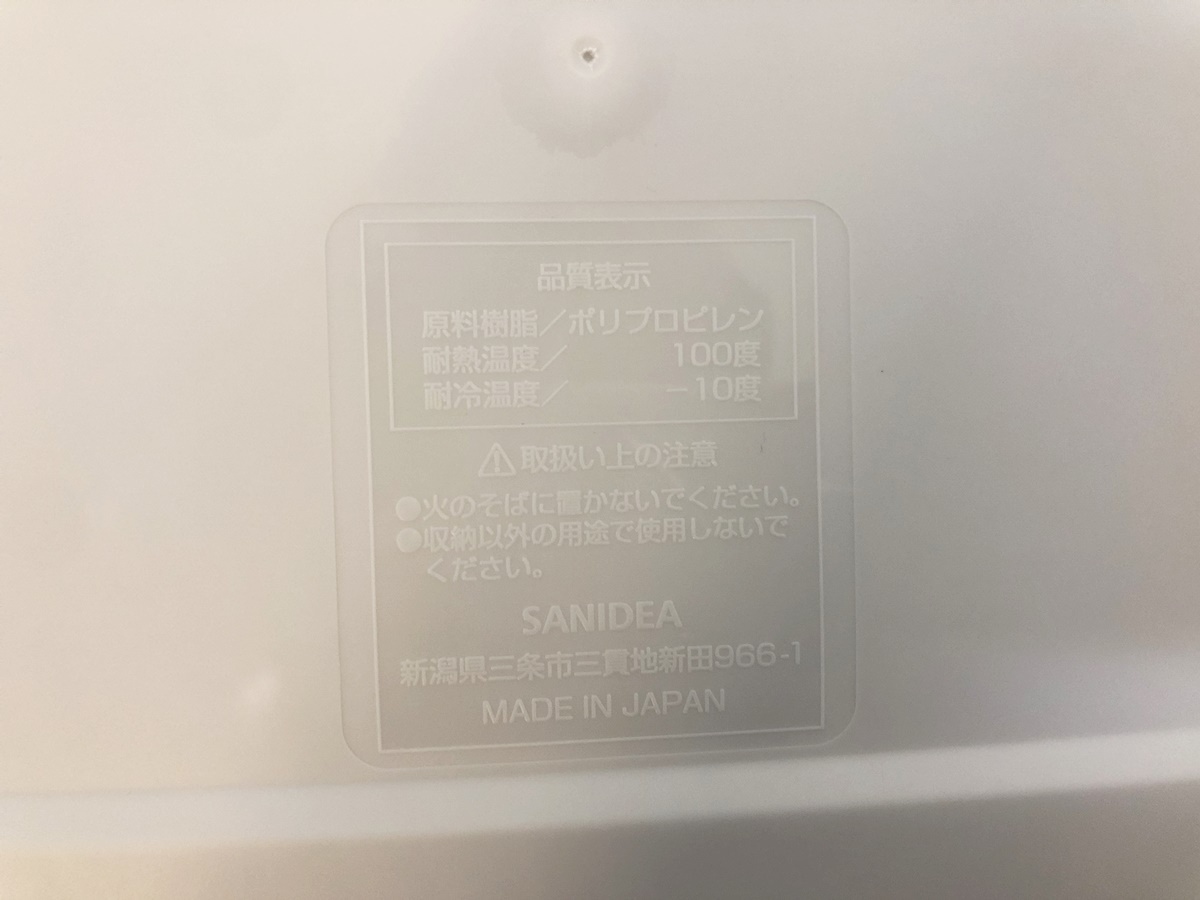 品質表示
原料樹脂／ポリプロピレン
耐熱温度／ 100度
耐冷温度／ −10度
⚠取扱い上の注意
●火のそばに置かないでください。
●収納以外の用途で使用しないで
ください。
SANIDEA
新潟県三条市三貫地新田966-1
MADE IN JAPAN